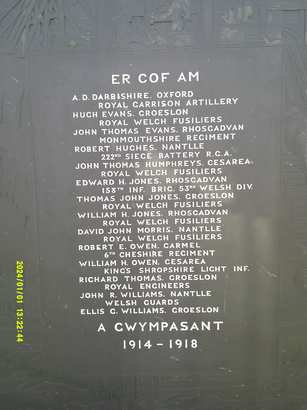 ER COF AM
A. D. DARBISHIRE. OXFORD
ROYAL GARRISON ARTILLERY
HUGH EVANS. GROESLON
ROYAL WELCH FUSILIERS
JOHN THOMAS EVANS. RHOSGADVAN
MONMOUTHSHIRE REGIMENT
ROBERT HUGHES. NANTLLE
222ND SIEGE BATTERY R.G.A.
JOHN THOMAS HUMPHREYS. CESAREA
ROYAL WELCH FUSILIERS
EDWARD H. JONES. RHOSGADVAN
158TH INF. BRIG. 53RD WELSH DIV.
THOMAS JOHN JONES. GROESLON
ROYAL WELCH FUSILIERS
WILLIAM H. JONES. RHOSGADVAN
ROYAL WELCH FUSILIERS
DAVID JOHN MORRIS. NANTLLE
ROYAL WELCH FUSILIERS
ROBERT E. OWEN. CARMEL
6TH CHESHIRE REGIMENT
WILLIAM H. OWEN. CESAREA
KING'S SHROPSHIRE LIGHT INF.
RICHARD THOMAS. GROESLON
ROYAL ENGINEERS
JOHN R. WILLIAMS. NANTLLE
WELSH GUARDS
ELLIS G. WILLIAMS. GROESLON
A GWYMPASANT
1914 - 1918
2024/01/01 13:22:44